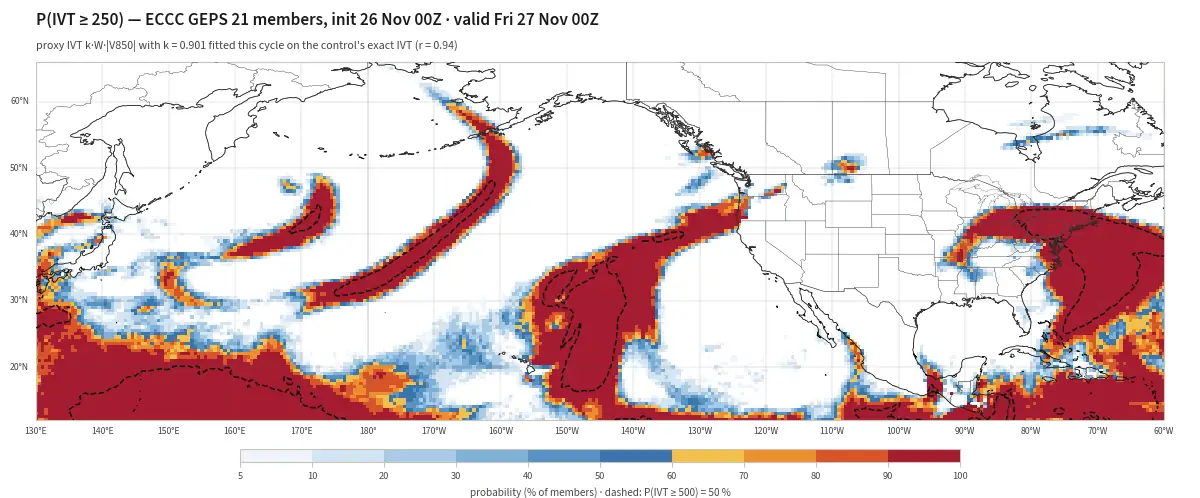 P(IVT ≥ 250) — ECCC GEPS 21 members, init 26 Nov 00Z · valid Fri 27 Nov 00Z
proxy IVT k·W·|V850| with k = 0.901 fitted this cycle on the control's exact IVT (r = 0.94)
60°N
50°N
40°N
30°N
20°N
130°E 140°E 150°E 160°E 170°E 180° 170°W 160°W 150°W 140°W 130°W 120°W 110°W 100°W 90°W 80°W 70°W 60°W
5 10 20 30 40 50 60 70 80 90 100
probability (% of members) · dashed: P(IVT ≥ 500) = 50 %